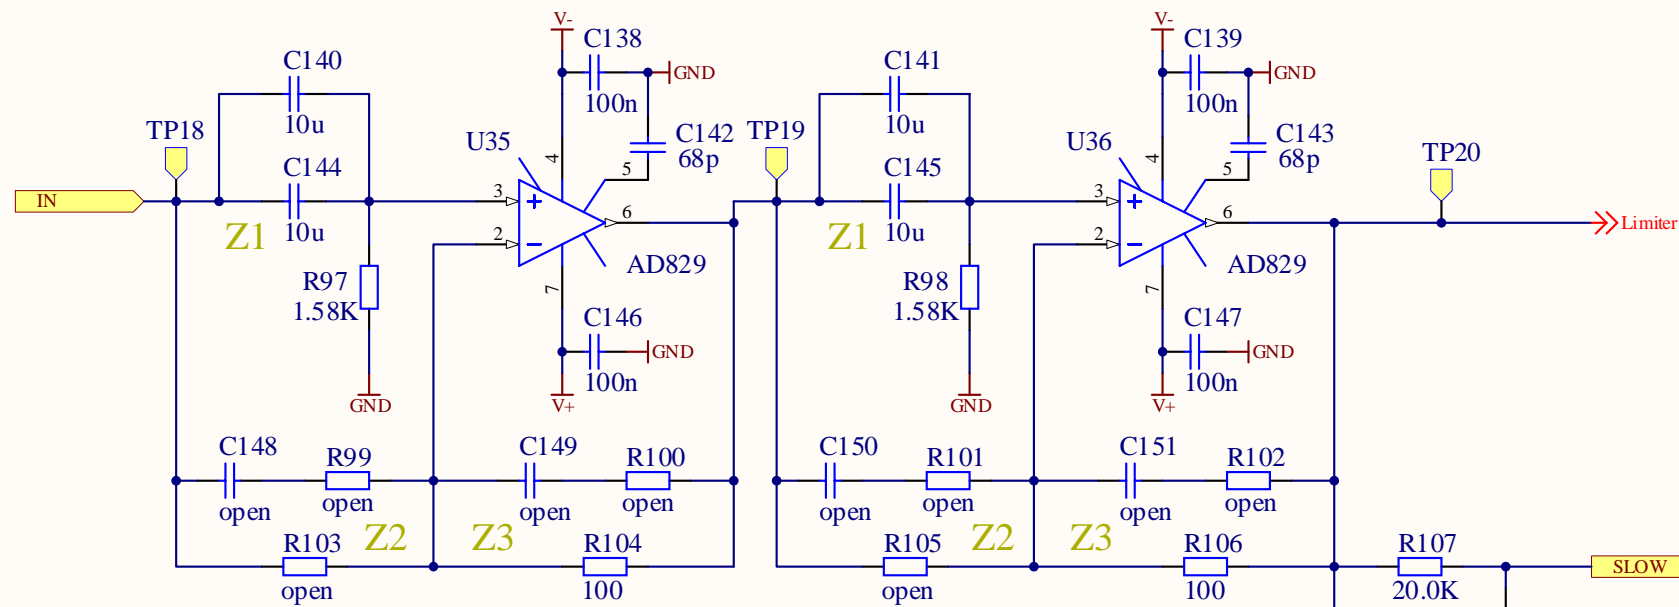 V-
C138
GND
100n
C140
10u
TP18
C144
10u
IN
Z1
U35
4
5
C142
68p
3
2
6
7
AD829
R97
1.58K
GND
C146
GND
100n
V+
C148
open
R99
open
C149
open
R100
open
Z2
Z3
R103
open
R104
100
V-
C139
GND
100n
C141
10u
TP19
C145
10u
Z1
U36
4
5
C143
68p
3
2
6
7
AD829
TP20
Limiter
R98
1.58K
GND
C147
GND
100n
V+
C150
open
R101
open
C151
open
R102
open
Z2
Z3
R105
open
R106
100
R107
20.0K
SLOW